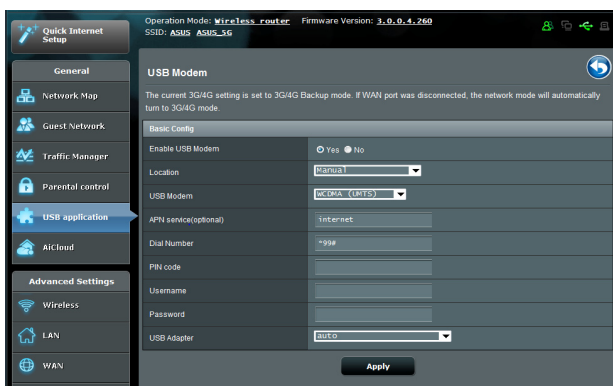 Quick Internet
Setup
Operation Mode: Wireless router Firmware Version: 3.0.0.4.260
SSID: ASUS ASUS_5G
General
Network Map
Guest Network
Traffic Manager
Parental control
USB application
AiCloud
Advanced Settings
Wireless
LAN
WAN
USB Modem
The current 3G/4G setting is set to 3G/4G Backup mode. If WAN port was disconnected, the network mode will automatically
turn to 3G/4G mode.
Basic Config
Enable USB Modem Yes No
Location Manual
USB Modem WCDMA (UMTS)
APN service(optional) internet
Dial Number *99#
PIN code
Username
Password
USB Adapter auto
Apply